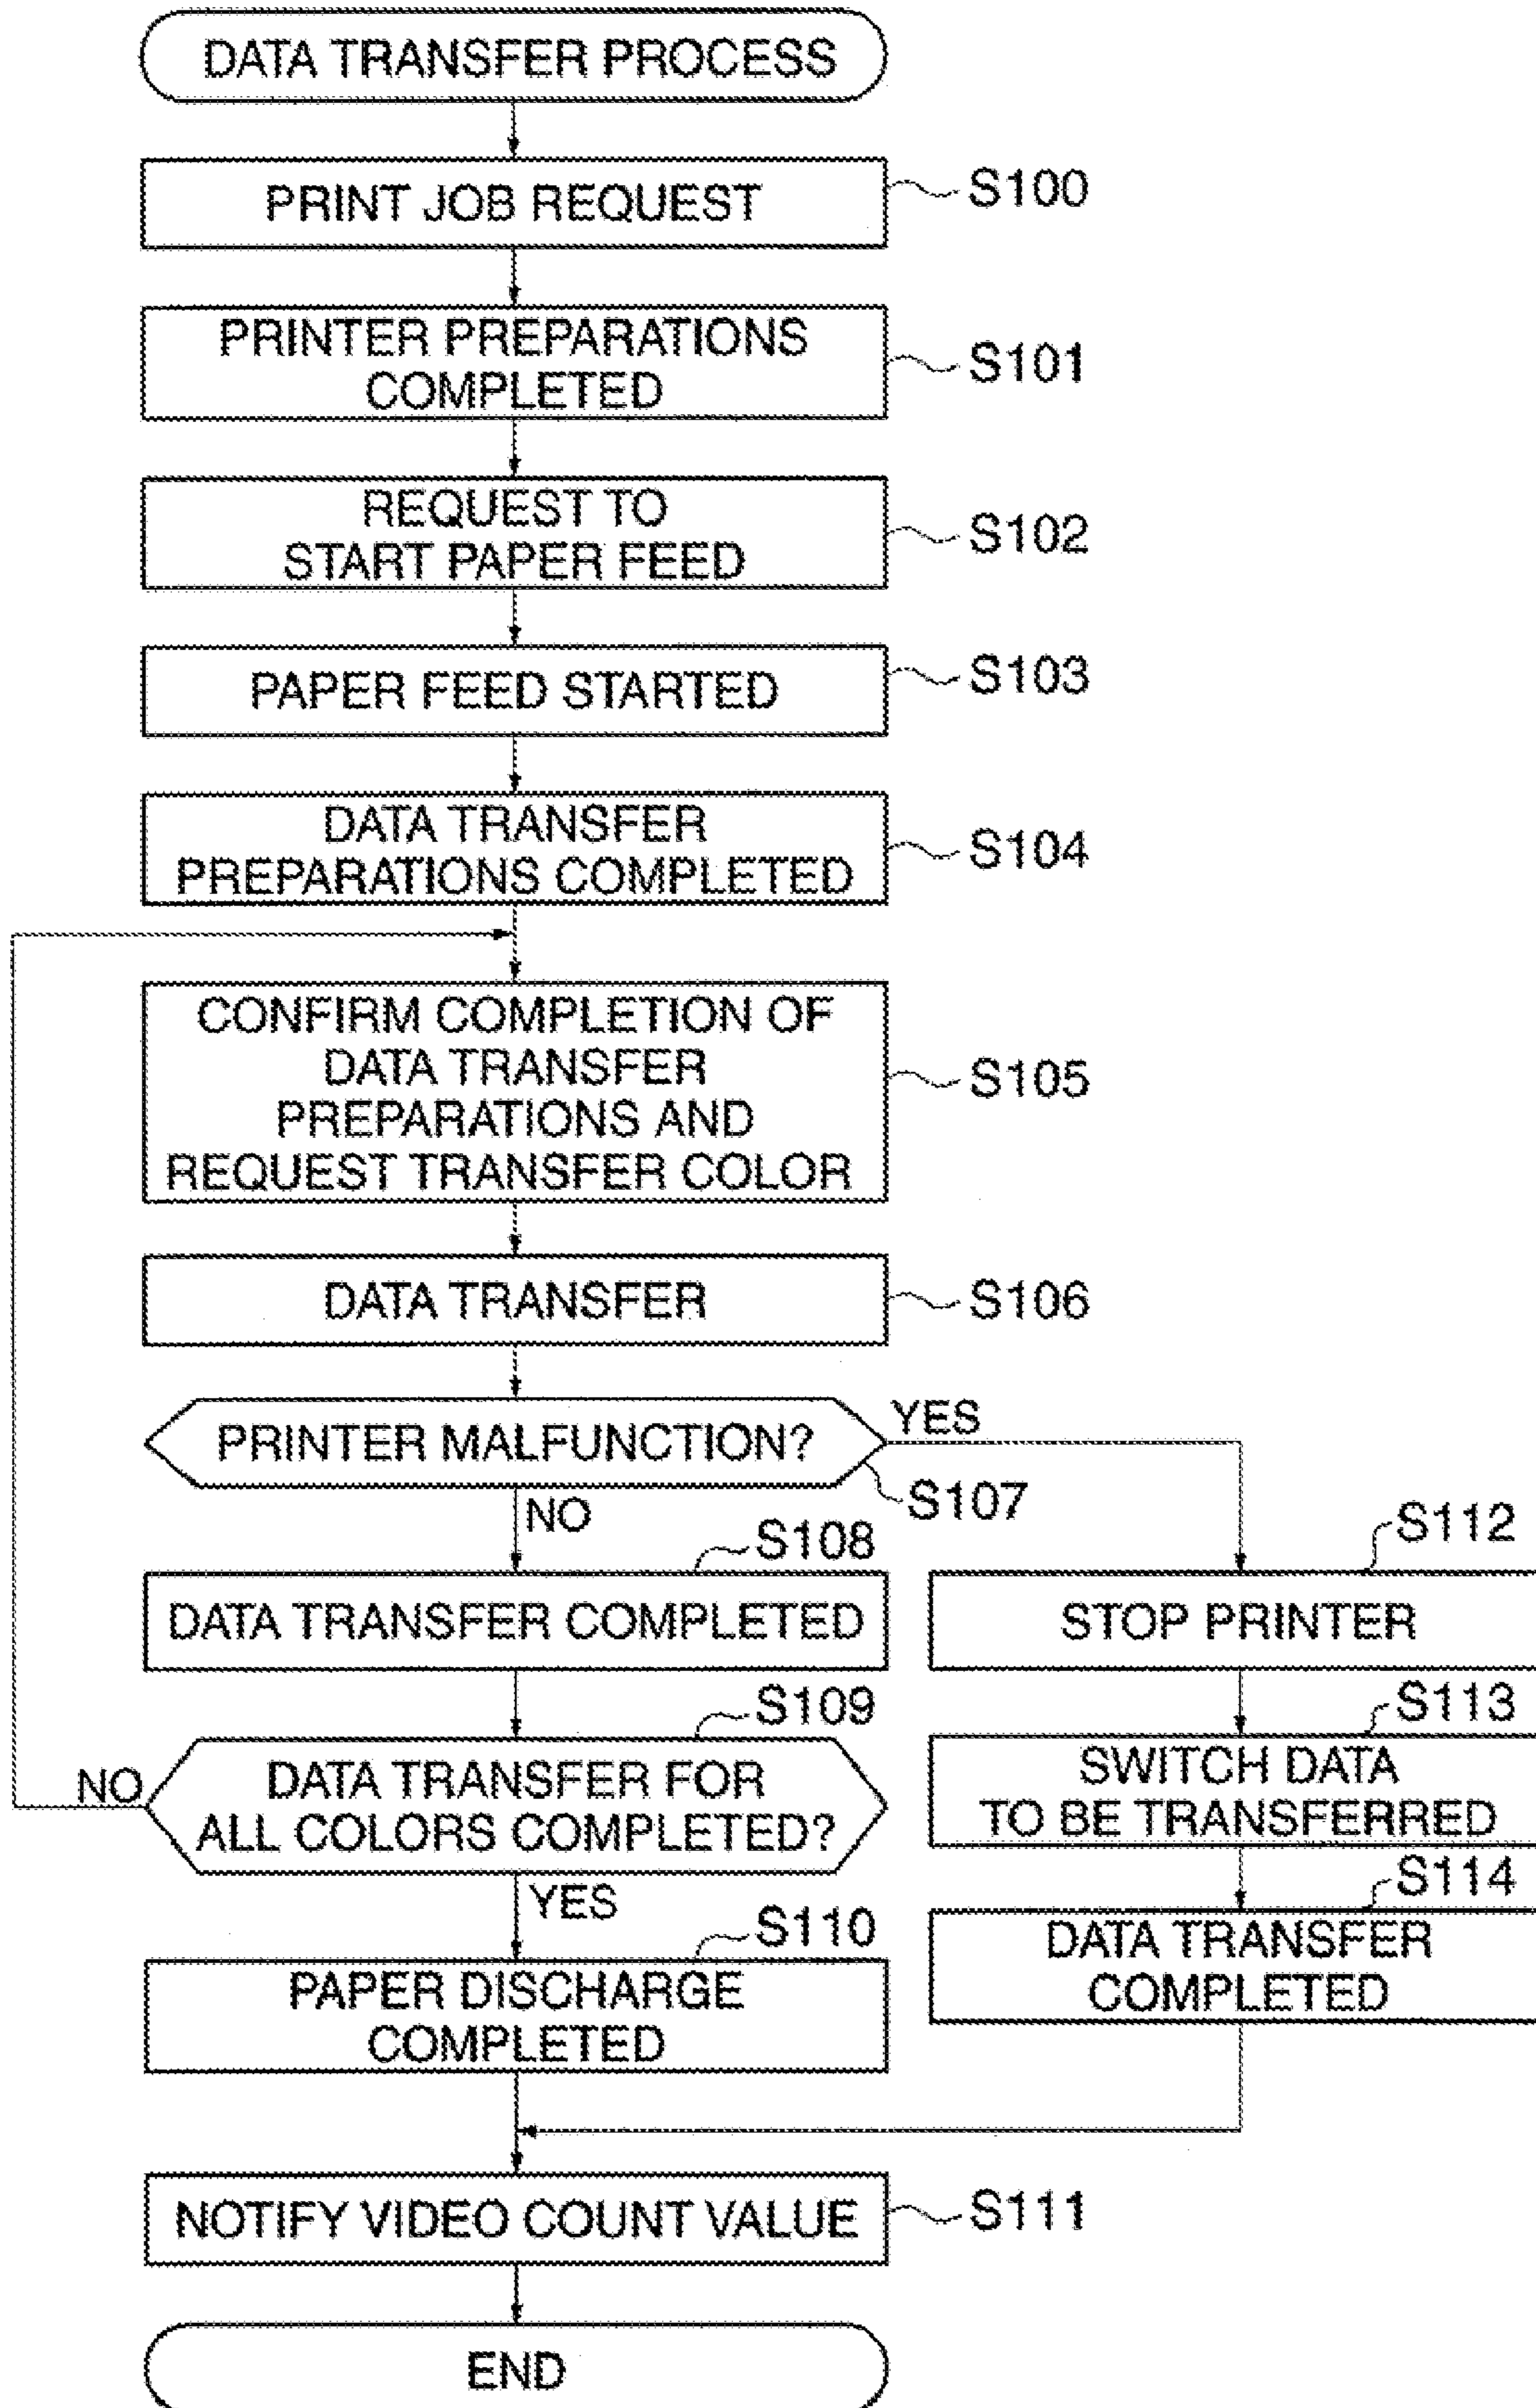 DATA TRANSFER PROCESS
PRINT JOB REQUEST
S100
PRINTER PREPARATIONS
COMPLETED
S101
REQUEST TO
START PAPER FEED
S102
PAPER FEED STARTED
S103
DATA TRANSFER
PREPARATIONS COMPLETED
S104
CONFIRM COMPLETION OF
DATA TRANSFER
PREPARATIONS AND
REQUEST TRANSFER COLOR
S105
DATA TRANSFER
S106
PRINTER MALFUNCTION?
YES
S107
NO
S108
DATA TRANSFER COMPLETED
S112
STOP PRINTER
S109
DATA TRANSFER FOR
ALL COLORS COMPLETED?
NO
YES
S113
SWITCH DATA
TO BE TRANSFERRED
S114
DATA TRANSFER
COMPLETED
S110
PAPER DISCHARGE
COMPLETED
NOTIFY VIDEO COUNT VALUE
S111
END